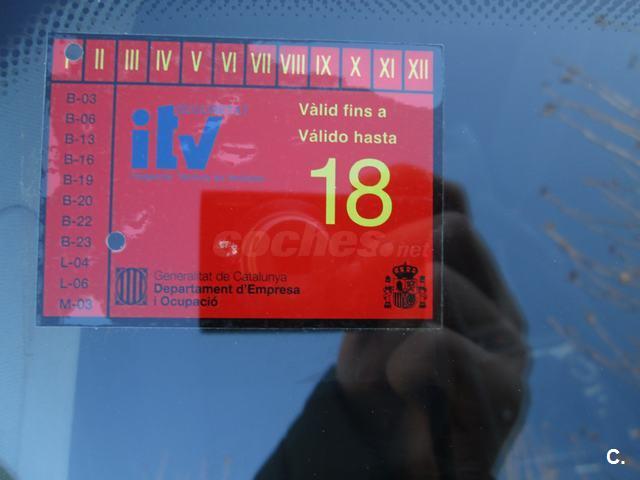 I II III IV V VI VII VIII IX X XI XII
B-03
B-06
B-13
B-16
B-19
B-20
B-22
B-23
L-04
L-06
M-03
itv
Vàlid fins a
Válido hasta
18
coches.net
Generalitat de Catalunya
Departament d'Empresa
i Ocupació
C.